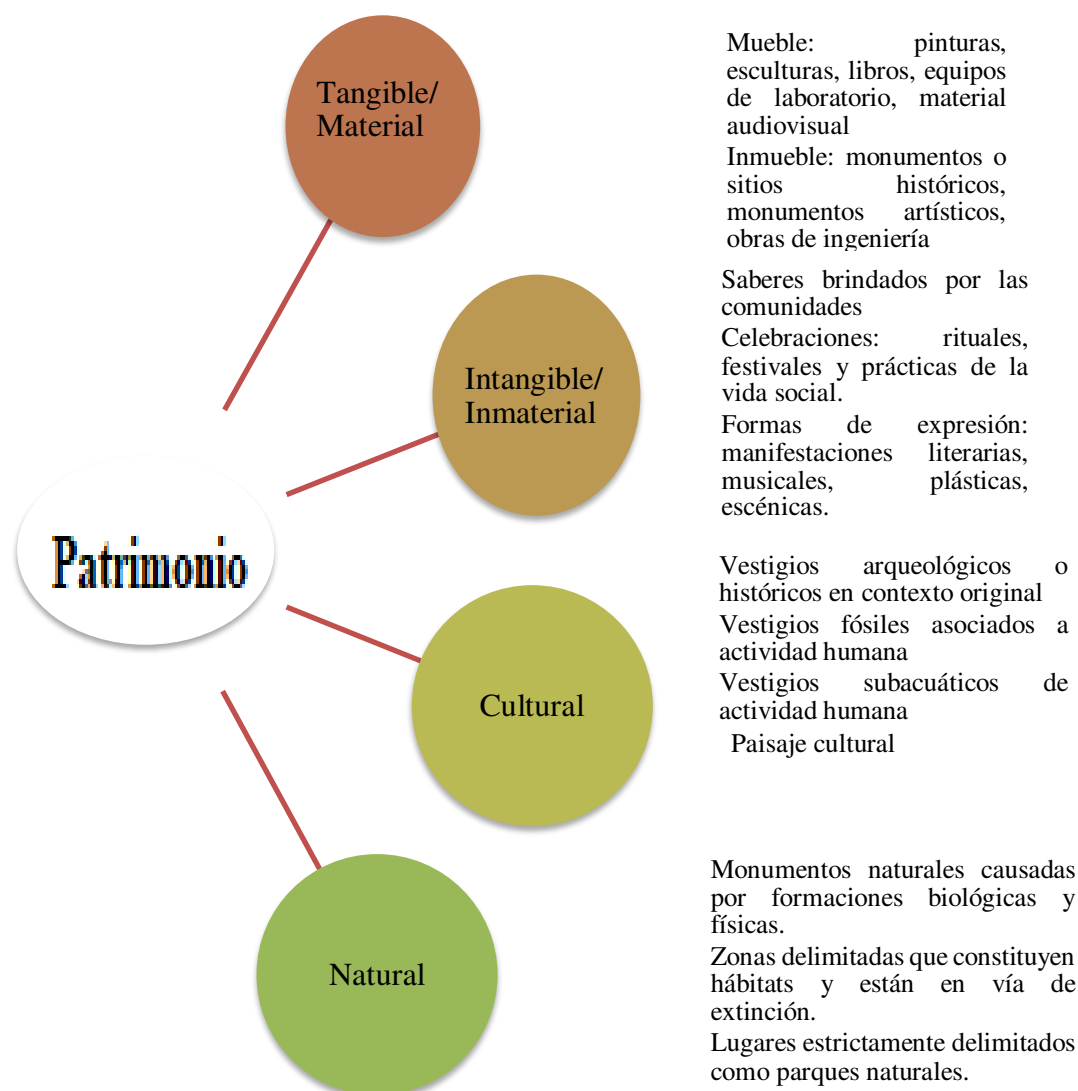 Tangible/
Material
Mueble: pinturas,
esculturas, libros, equipos
de laboratorio, material
audiovisual
Inmueble: monumentos o
sitios históricos,
monumentos artísticos,
obras de ingeniería
Intangible/
Inmaterial
Saberes brindados por las
comunidades
Celebraciones: rituales,
festivales y prácticas de la
vida social.
Formas de expresión:
manifestaciones literarias,
musicales, plásticas,
escénicas.
Patrimonio
Cultural
Vestigios arqueológicos o
históricos en contexto original
Vestigios fósiles asociados a
actividad humana
Vestigios subacuáticos de
actividad humana
Paisaje cultural
Natural
Monumentos naturales causadas
por formaciones biológicas y
físicas.
Zonas delimitadas que constituyen
hábitats y están en vía de
extinción.
Lugares estrictamente delimitados
como parques naturales.